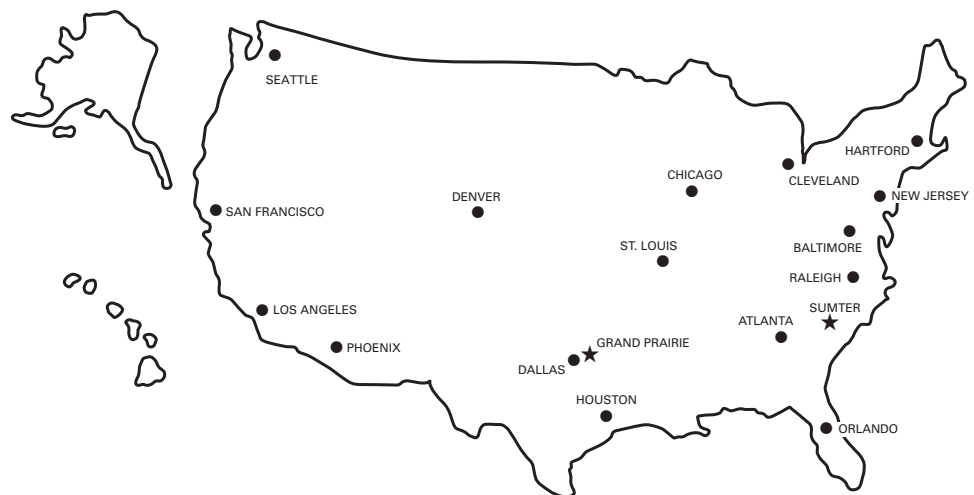 SEATTLE
HARTFORD
CHICAGO
CLEVELAND
DENVER
NEW JERSEY
SAN FRANCISCO
ST. LOUIS
BALTIMORE
RALEIGH
SUMTER
LOS ANGELES
ATLANTA
GRAND PRAIRIE
PHOENIX
DALLAS
HOUSTON
ORLANDO